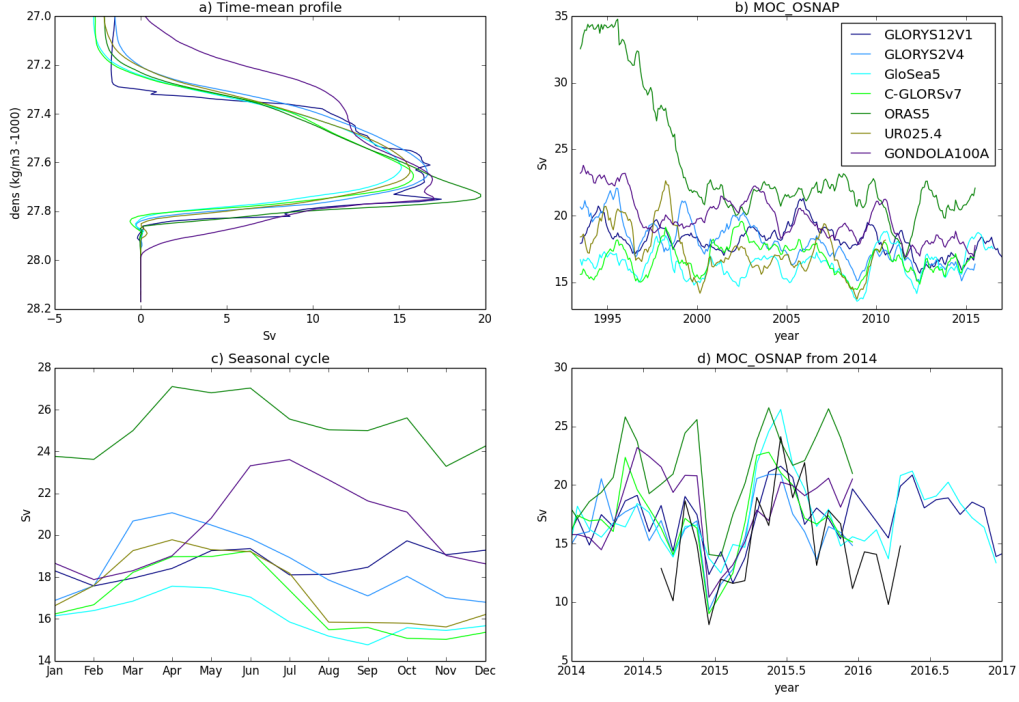 a) Time-mean profile
27.0
27.2
27.4
27.6
27.8
28.0
28.2
dens (kg/m3 -1000)
−5
0
5
10
15
20
Sv
b) MOC_OSNAP
35
30
25
20
15
Sv
1995
2000
2005
2010
2015
year
GLORYS12V1
GLORYS2V4
GloSea5
C-GLORSv7
ORAS5
UR025.4
GONDOLA100A
c) Seasonal cycle
28
26
24
22
20
18
16
14
Sv
Jan
Feb
Mar
Apr
May
Jun
Jul
Aug
Sep
Oct
Nov
Dec
d) MOC_OSNAP from 2014
30
25
20
15
10
5
Sv
2014
2014.5
2015
2015.5
2016
2016.5
2017
year